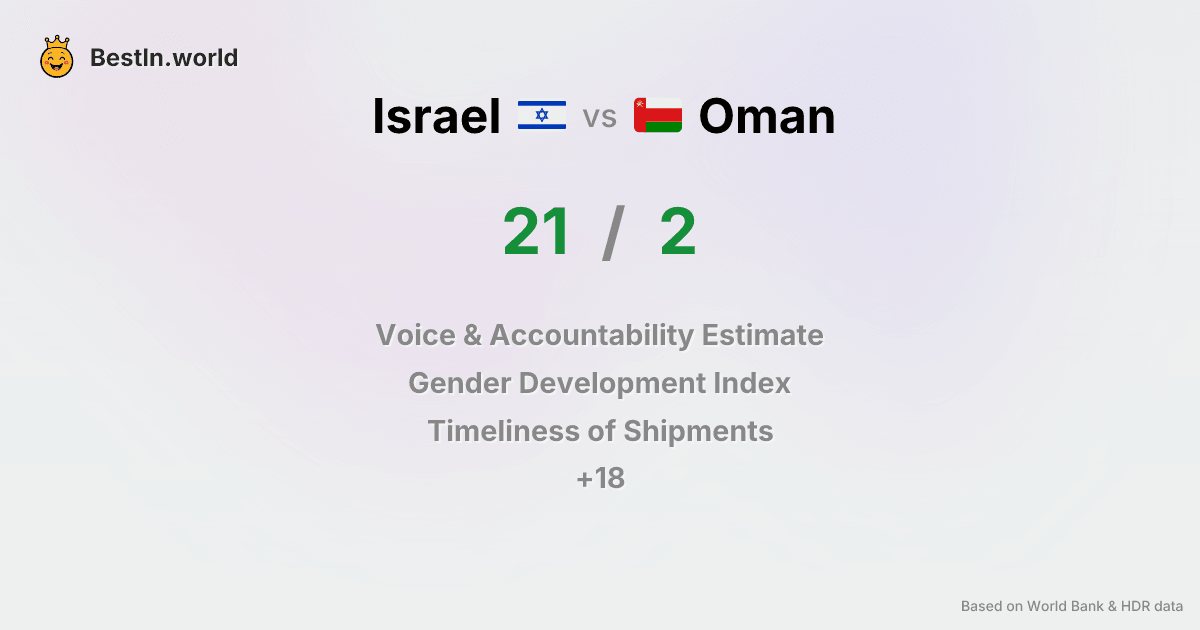 BestIn.world
Israel vs Oman
21 / 2
Voice & Accountability Estimate
Gender Development Index
Timeliness of Shipments
+18
Based on World Bank & HDR data